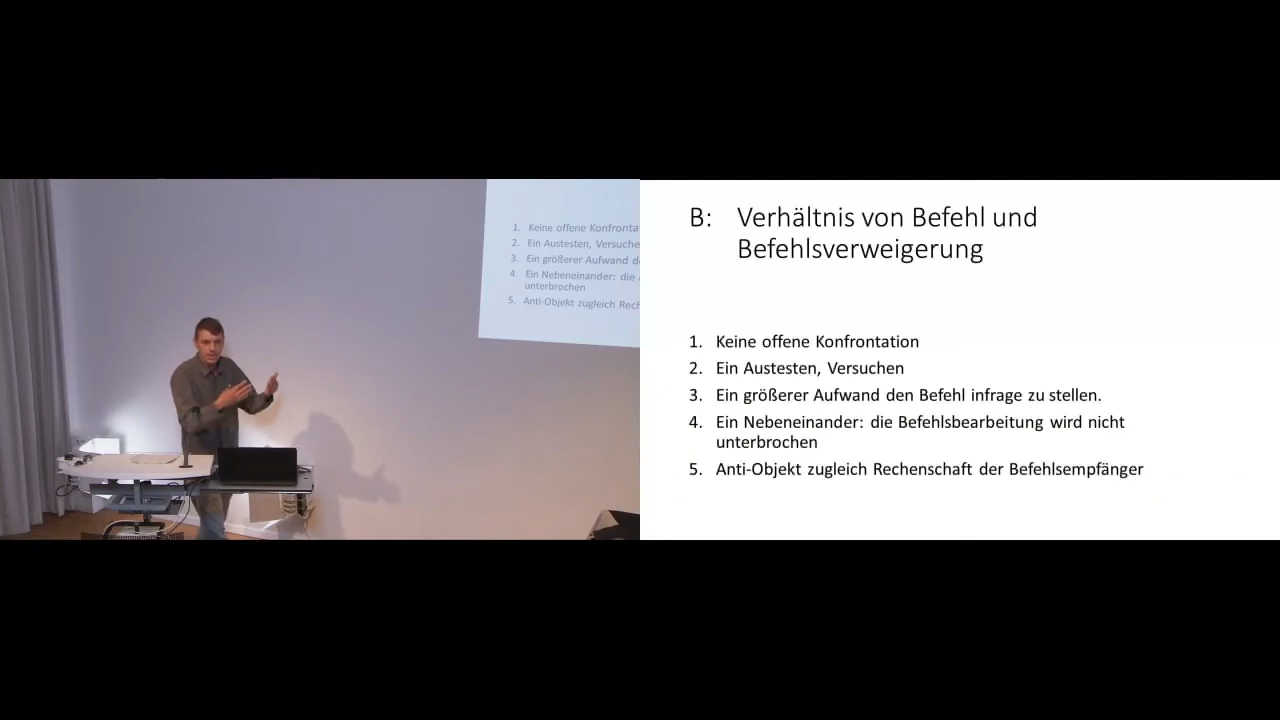 1. Keine offene Konfronta
2. Ein Austesten, Versuche
3. Ein größerer Aufwand d
4. Ein Nebeneinander: die
unterbrochen
5. Anti-Objekt zugleich Rech
B: Verhältnis von Befehl und
Befehlsverweigerung
1. Keine offene Konfrontation
2. Ein Austesten, Versuchen
3. Ein größerer Aufwand den Befehl infrage zu stellen.
4. Ein Nebeneinander: die Befehlsbearbeitung wird nicht
unterbrochen
5. Anti-Objekt zugleich Rechenschaft der Befehlsempfänger